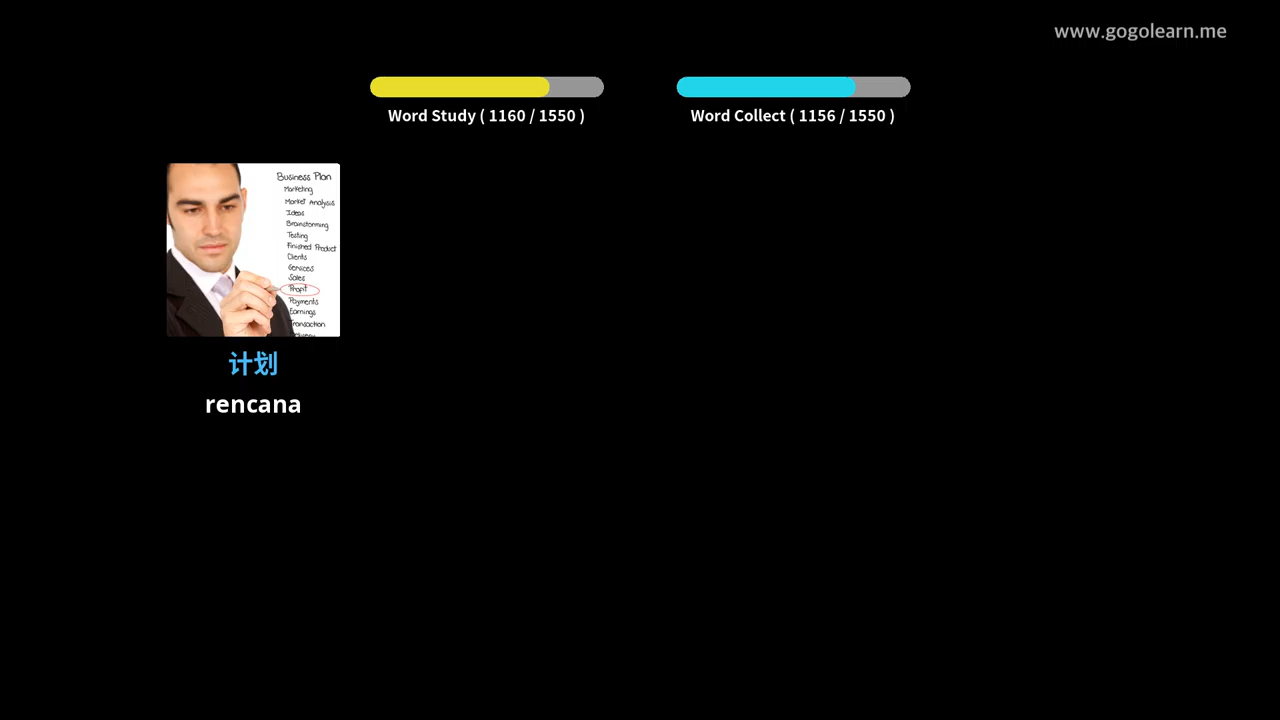 www.gogolearn.me
Word Study ( 1160 / 1550 )
Word Collect ( 1156 / 1550 )
Business Plan
Marketing
Market Analysis
Ideas
Brainstorming
Testing
Finished Product
Clients
Services
Sales
Profit
Payments
Earnings
Transaction
计划
rencana